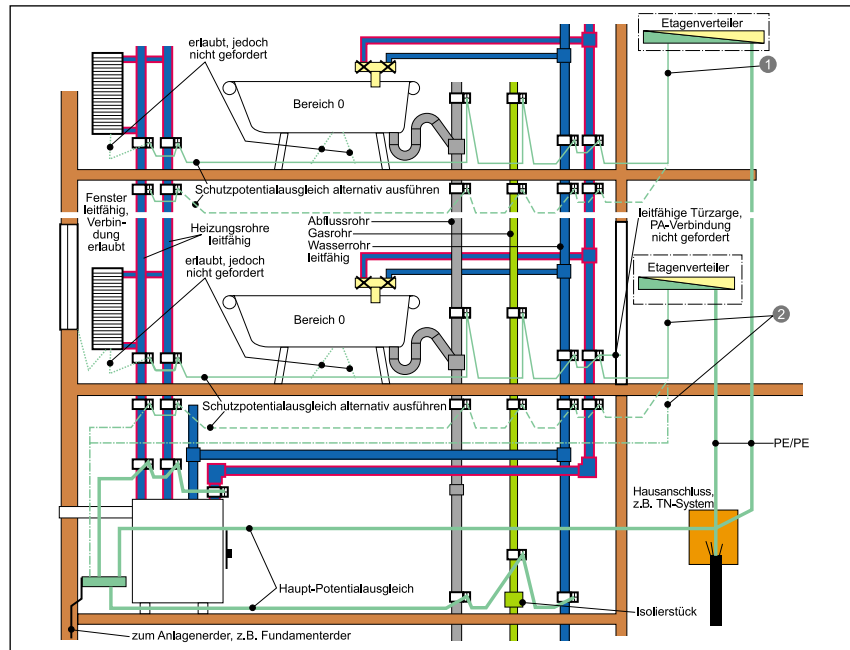 erlaubt, jedoch
nicht gefordert
Etagenverteiler
1
Bereich 0
Schutzpotentialausgleich alternativ ausführen
Fenster
leitfähig,
Verbin-
dung
erlaubt
Heizungsrohre
leitfähig
Abflussrohr
Gasrohr
Wasserrohr
leitfähig
leitfähige Türzarge,
PA-Verbindung
nicht gefordert
erlaubt, jedoch
nicht gefordert
Etagenverteiler
Bereich 0
2
Schutzpotentialausgleich alternativ ausführen
PE/PE
Hausanschluss,
z.B. TN-System
Haupt-Potentialausgleich
Isolierstück
zum Anlagenerder, z.B. Fundamenterder